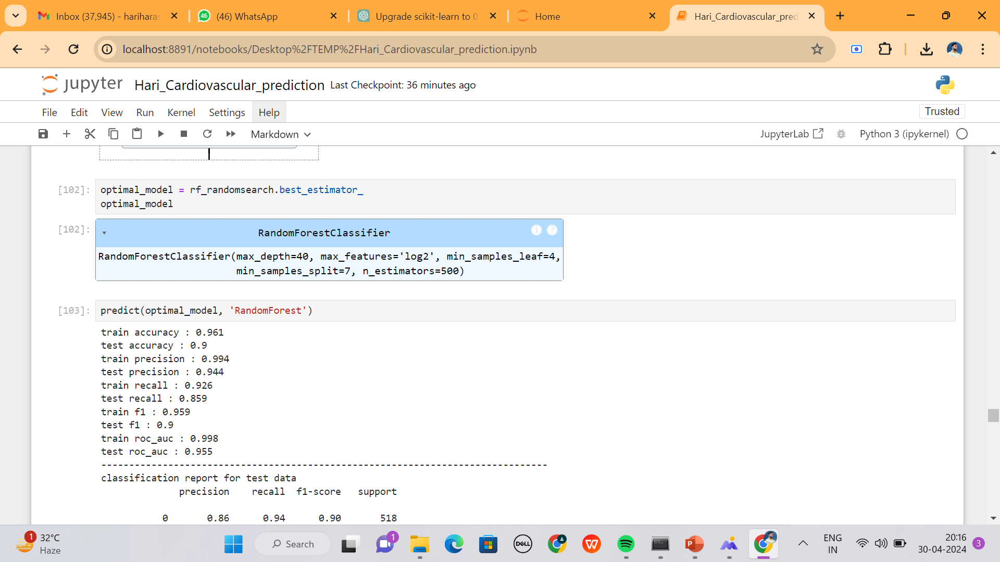 Inbox (37,945) - hariharas
46
(46) WhatsApp
Upgrade scikit-learn to 0.
Home
Hari_Cardiovascular_pred
localhost:8891/notebooks/Desktop%2FTEMP%2FHari_Cardiovascular_prediction.ipynb
jupyter
Hari_Cardiovascular_prediction
Last Checkpoint: 36 minutes ago
File
Edit
View
Run
Kernel
Settings
Help
Trusted
Markdown
JupyterLab
Python 3 (ipykernel)
[102]:
optimal_model = rf_randomsearch.best_estimator_
optimal_model
[102]:
RandomForestClassifier
i ?
RandomForestClassifier(max_depth=40, max_features='log2', min_samples_leaf=4,
min_samples_split=7, n_estimators=500)
[103]:
predict(optimal_model, 'RandomForest')
train accuracy : 0.961
test accuracy : 0.9
train precision : 0.994
test precision : 0.944
train recall : 0.926
test recall : 0.859
train f1 : 0.959
test f1 : 0.9
train roc_auc : 0.998
test roc_auc : 0.955
--------------------------------------------------------------------------------
classification report for test data
precision recall f1-score support
0 0.86 0.94 0.90 518
1
32°C
Haze
Search
1
DELL
W
C:\
P
ENG
IN
20:16
30-04-2024
3